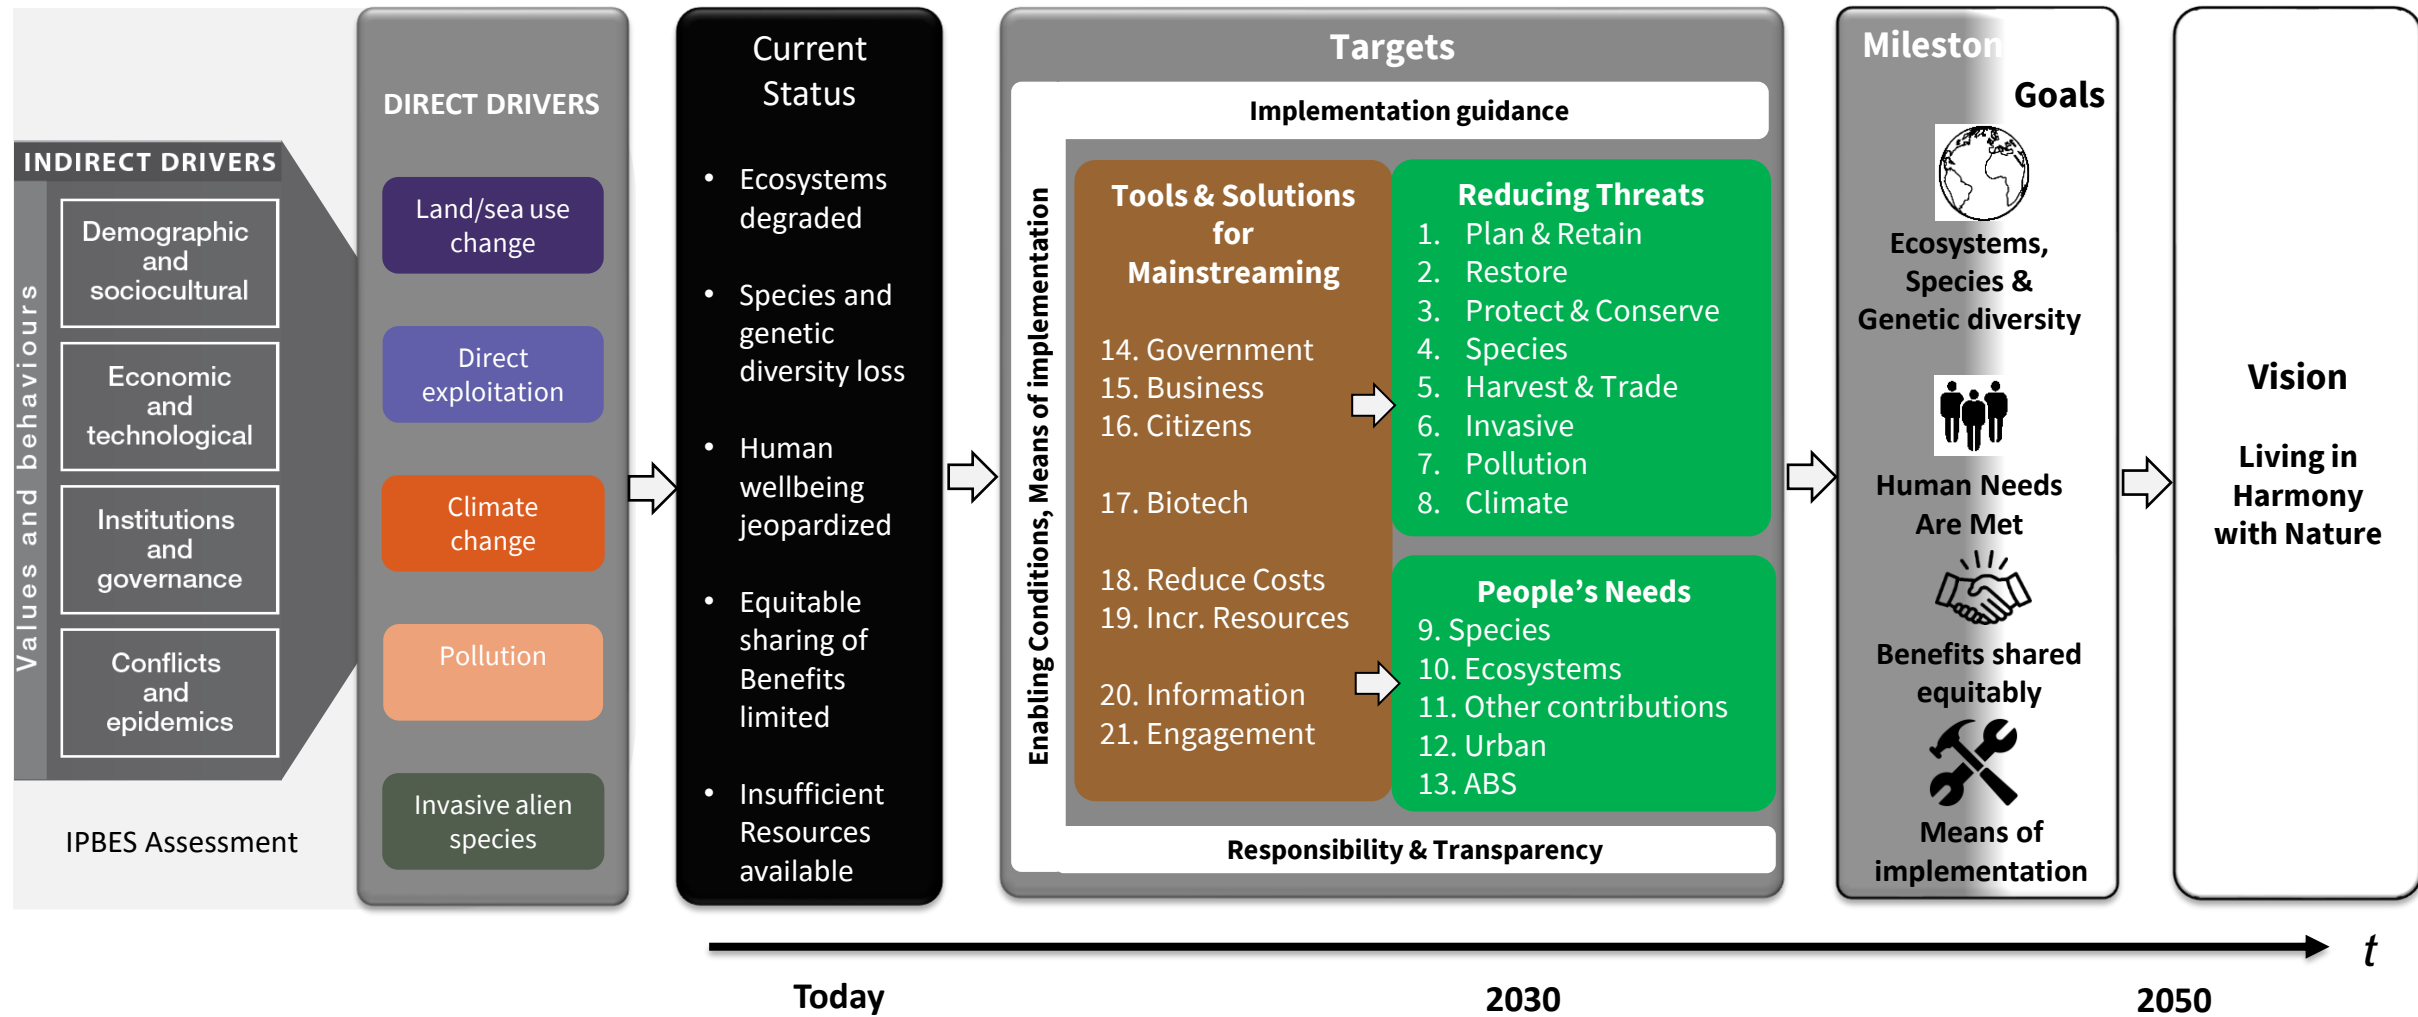 INDIRECT DRIVERS
Values and behaviours
Demographic
and
sociocultural
Economic
and
technological
Institutions
and
governance
Conflicts
and
epidemics
IPBES Assessment
DIRECT DRIVERS
Land/sea use
change
Direct
exploitation
Climate
change
Pollution
Invasive alien
species
Current
Status
• Ecosystems
degraded
• Species and
genetic
diversity loss
• Human
wellbeing
jeopardized
• Equitable
sharing of
Benefits
limited
• Insufficient
Resources
available
Targets
Implementation guidance
Enabling Conditions, Means of implementation
Tools & Solutions
for
Mainstreaming
14. Government
15. Business
16. Citizens
17. Biotech
18. Reduce Costs
19. Incr. Resources
20. Information
21. Engagement
Reducing Threats
1. Plan & Retain
2. Restore
3. Protect & Conserve
4. Species
5. Harvest & Trade
6. Invasive
7. Pollution
8. Climate
People's Needs
9. Species
10. Ecosystems
11. Other contributions
12. Urban
13. ABS
Responsibility & Transparency
Mileston
Goals
Ecosystems,
Species &
Genetic diversity
Human Needs
Are Met
Benefits shared
equitably
Means of
implementation
Vision
Living in
Harmony
with Nature
t
Today
2030
2050